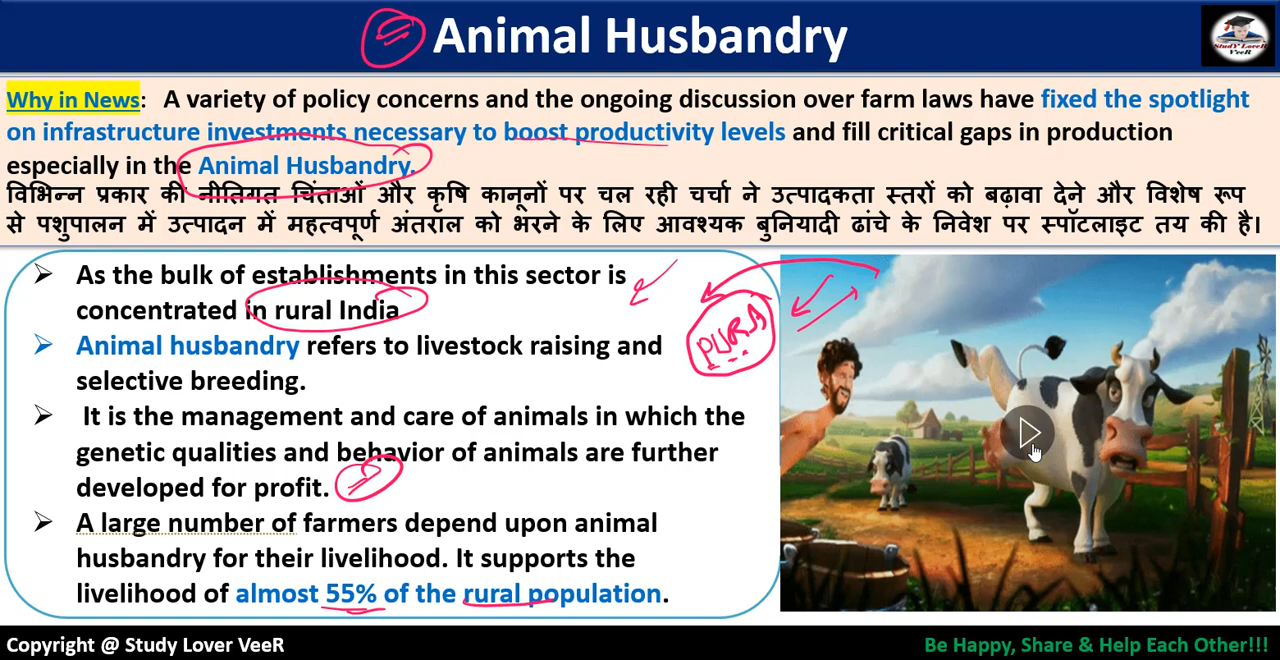 Animal Husbandry
StudY LoveR
VeeR
Why in News: A variety of policy concerns and the ongoing discussion over farm laws have fixed the spotlight
on infrastructure investments necessary to boost productivity levels and fill critical gaps in production
especially in the Animal Husbandry.
विभिन्न प्रकार की नीतिगत चिंताओं और कृषि कानूनों पर चल रही चर्चा ने उत्पादकता स्तरों को बढ़ावा देने और विशेष रूप
से पशुपालन में उत्पादन में महत्वपूर्ण अंतराल को भरने के लिए आवश्यक बुनियादी ढांचे के निवेश पर स्पॉटलाइट तय की है।
As the bulk of establishments in this sector is
concentrated in rural India
Animal husbandry refers to livestock raising and
selective breeding.
It is the management and care of animals in which the
genetic qualities and behavior of animals are further
developed for profit.
A large number of farmers depend upon animal
husbandry for their livelihood. It supports the
livelihood of almost 55% of the rural population.
PURA
Copyright @ Study Lover VeeR
Be Happy, Share & Help Each Other!!!